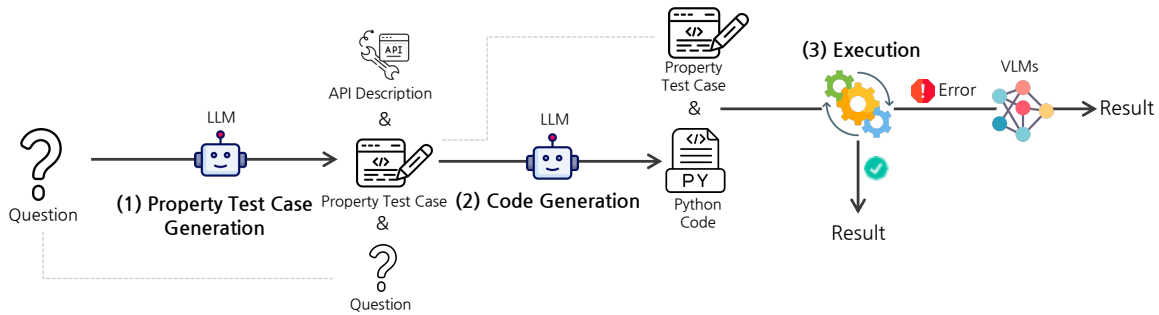 Question
LLM
(1) Property Test Case
Generation
API
API Description
&
</>
Property Test Case
&
Question
LLM
(2) Code Generation
</>
Property
Test Case
&
</>
PY
Python
Code
(3) Execution
Error
VLMs
Result
Result